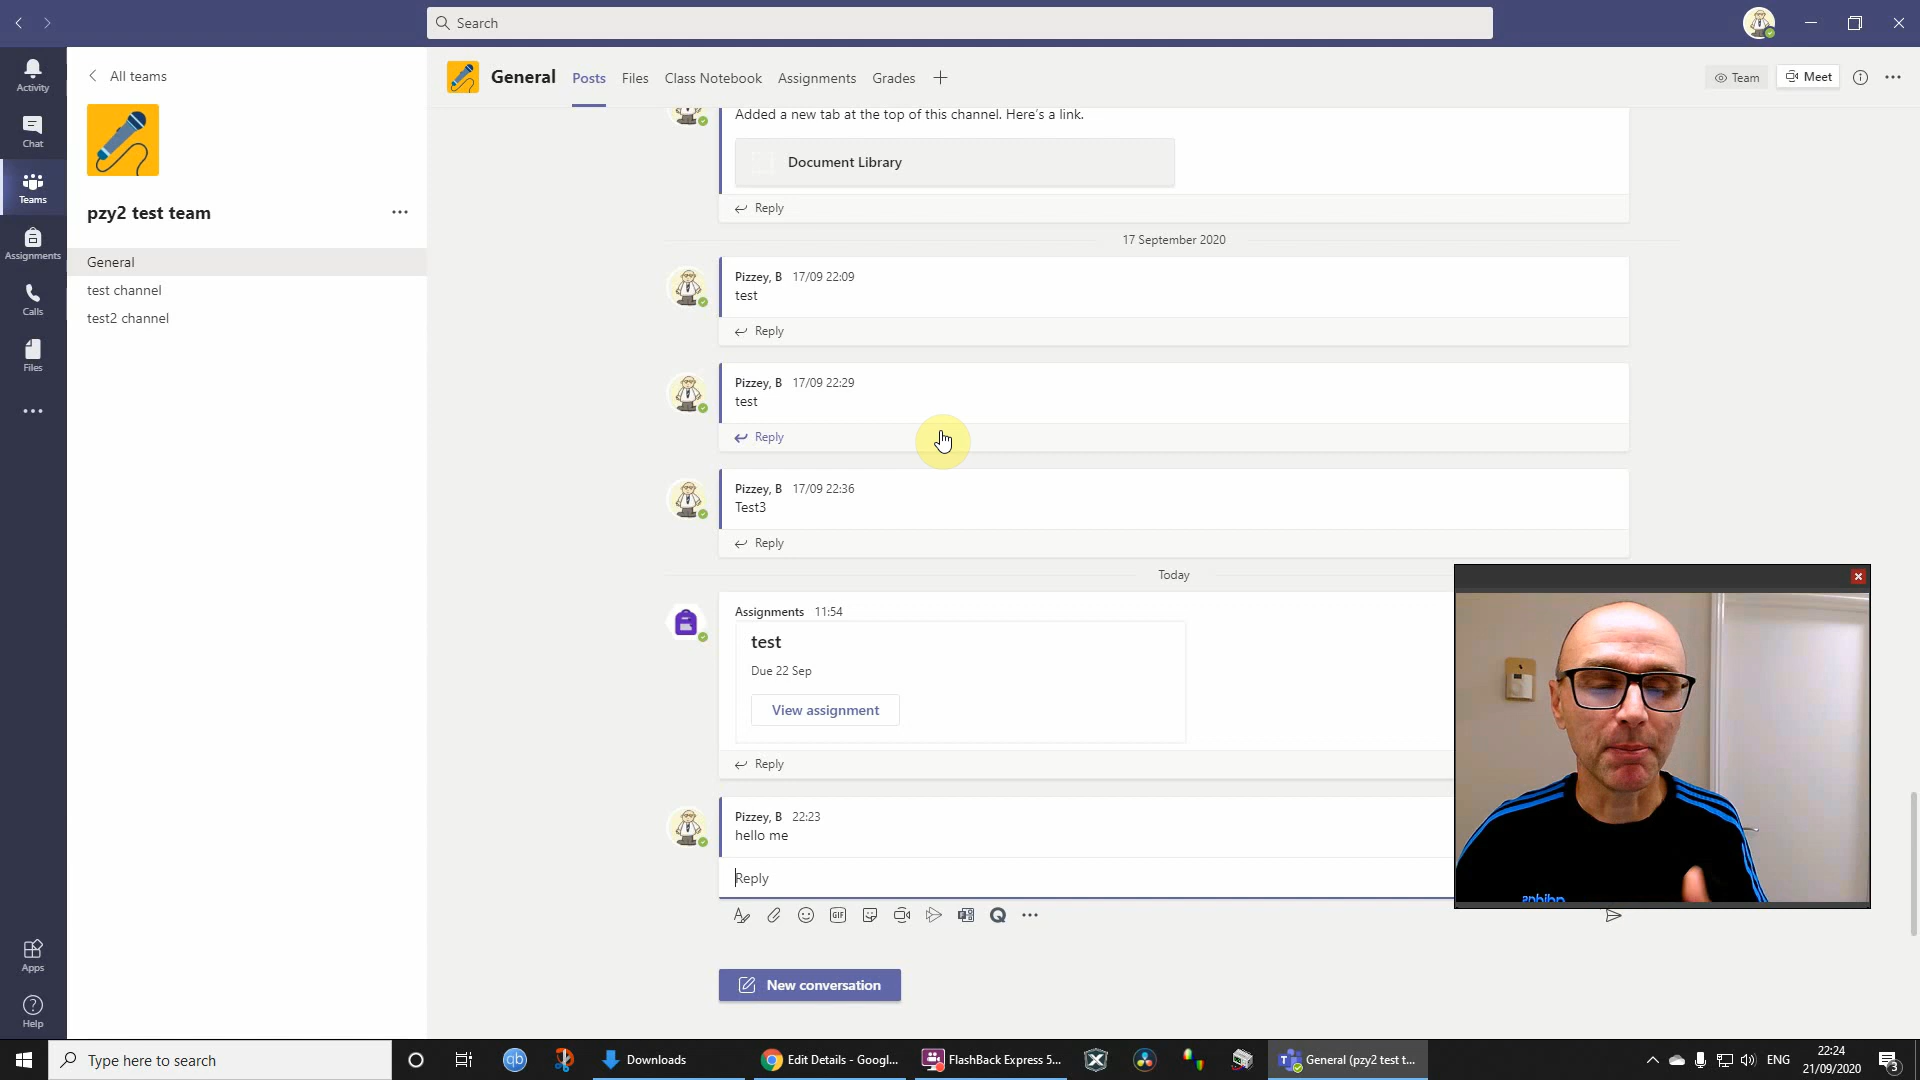 Search
Activity
Chat
Teams
Assignments
Calls
Files
Apps
Help
All teams
pzy2 test team
General
test channel
test2 channel
General Posts Files Class Notebook Assignments Grades
Team Meet
Added a new tab at the top of this channel. Here's a link.
Document Library
Reply
17 September 2020
Pizzey, B 17/09 22:09
test
Reply
Pizzey, B 17/09 22:29
test
Reply
Pizzey, B 17/09 22:36
Test3
Reply
Today
Assignments 11:54
test
Due 22 Sep
View assignment
Reply
Pizzey, B 22:23
hello me
Reply
GIF
New conversation
Type here to search
qb
Downloads
Edit Details - Googl...
FlashBack Express 5...
General (pzy2 test t...
ENG
22:24
21/09/2020
3